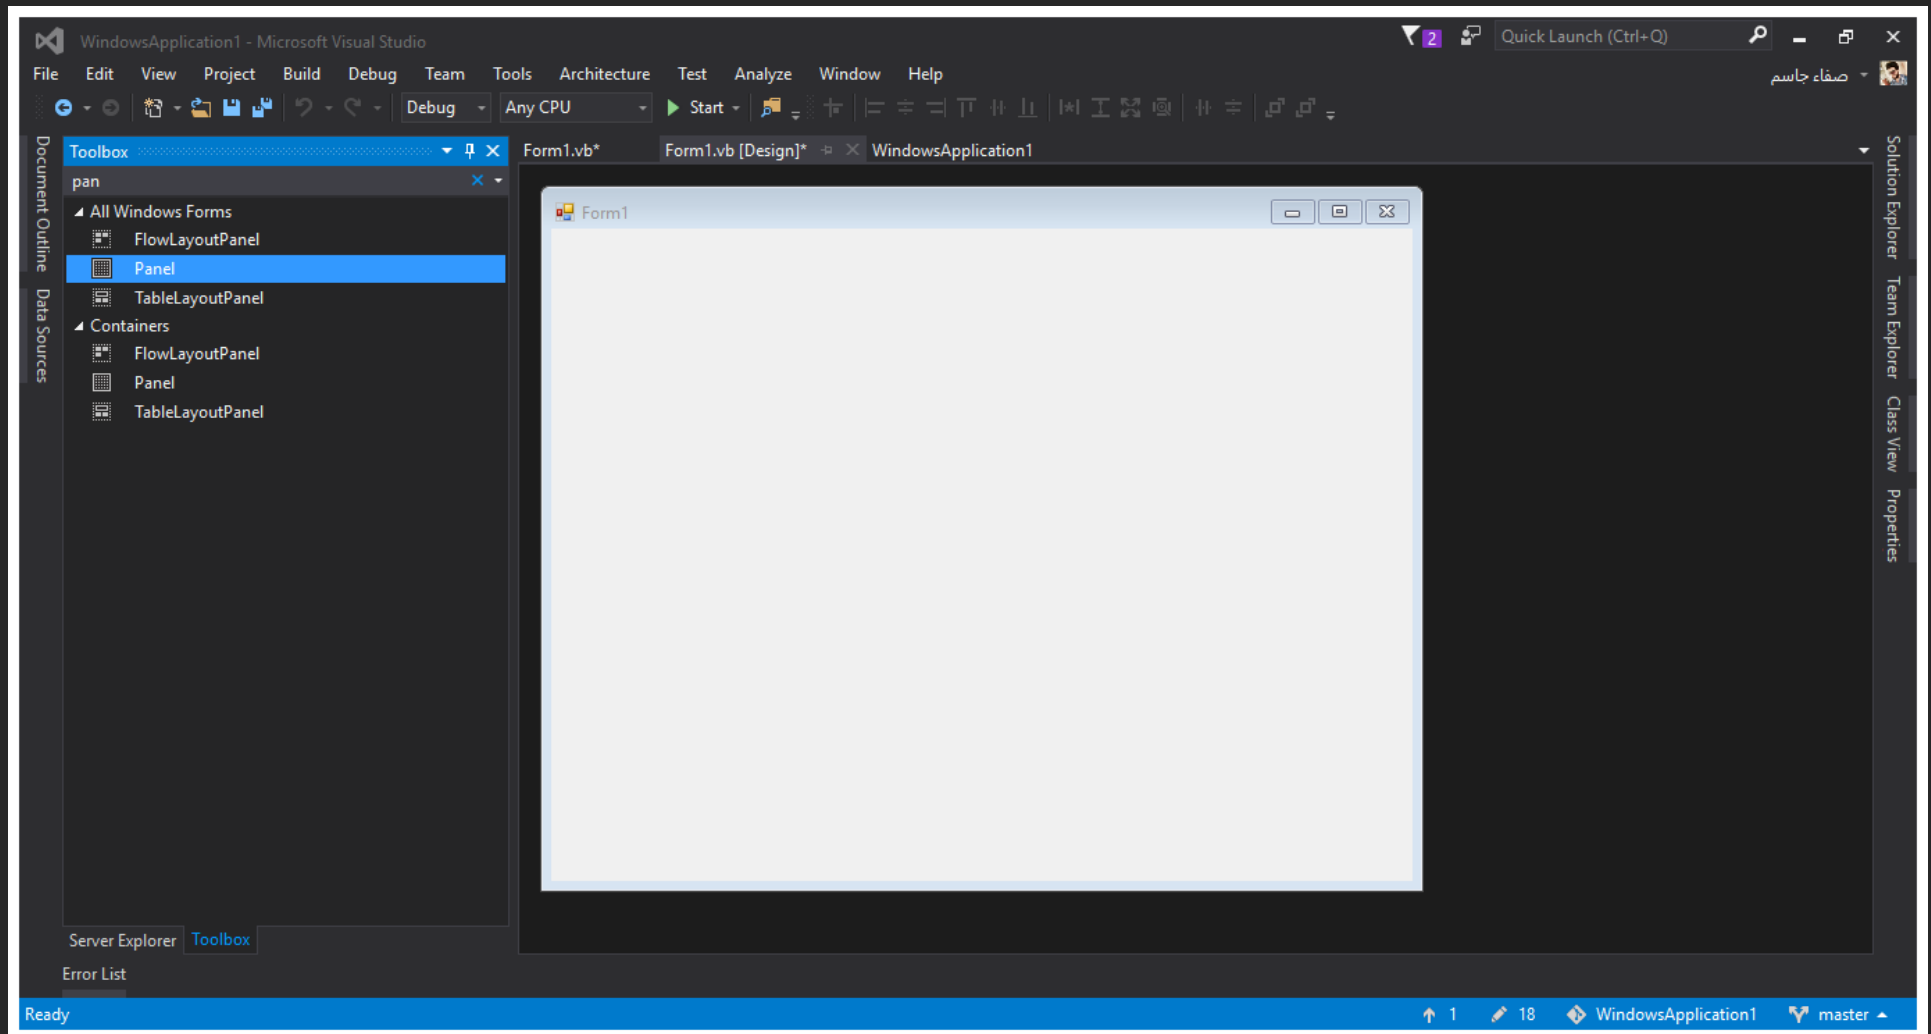 WindowsApplication1 - Microsoft Visual Studio
2
Quick Launch (Ctrl+Q)
File Edit View Project Build Debug Team Tools Architecture Test Analyze Window Help
صفاء جاسم
Debug Any CPU Start
Document Outline
Data Sources
Toolbox
pan
All Windows Forms
FlowLayoutPanel
Panel
TableLayoutPanel
Containers
FlowLayoutPanel
Panel
TableLayoutPanel
Server Explorer Toolbox
Error List
Form1.vb* Form1.vb [Design]* WindowsApplication1
Form1
Solution Explorer
Team Explorer
Class View
Properties
Ready
1 18 WindowsApplication1 master